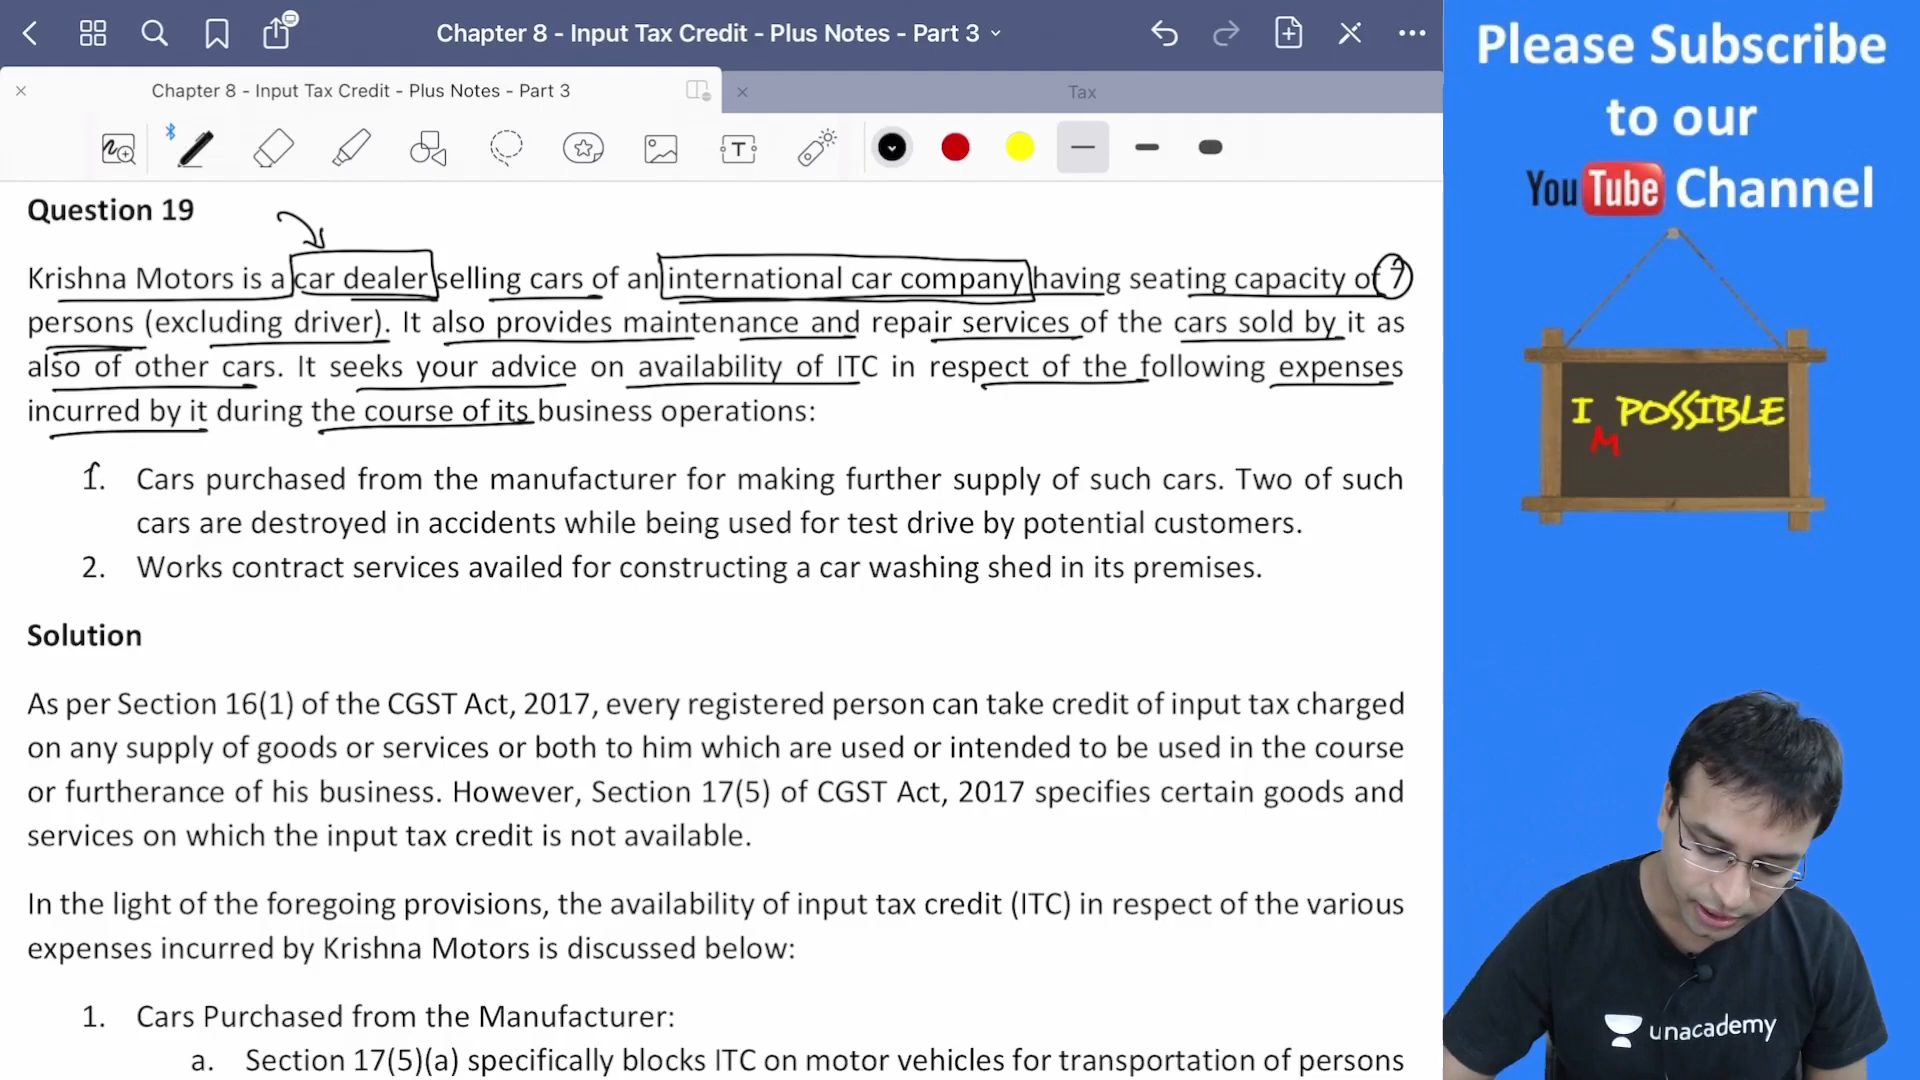 Chapter 8 - Input Tax Credit - Plus Notes - Part 3
Chapter 8 - Input Tax Credit - Plus Notes - Part 3
Tax
Question 19
Krishna Motors is a car dealer selling cars of an international car company having seating capacity of 7
persons (excluding driver). It also provides maintenance and repair services of the cars sold by it as
also of other cars. It seeks your advice on availability of ITC in respect of the following expenses
incurred by it during the course of its business operations:
1. Cars purchased from the manufacturer for making further supply of such cars. Two of such
cars are destroyed in accidents while being used for test drive by potential customers.
2. Works contract services availed for constructing a car washing shed in its premises.
Solution
As per Section 16(1) of the CGST Act, 2017, every registered person can take credit of input tax charged
on any supply of goods or services or both to him which are used or intended to be used in the course
or furtherance of his business. However, Section 17(5) of CGST Act, 2017 specifies certain goods and
services on which the input tax credit is not available.
In the light of the foregoing provisions, the availability of input tax credit (ITC) in respect of the various
expenses incurred by Krishna Motors is discussed below:
1. Cars Purchased from the Manufacturer:
a. Section 17(5)(a) specifically blocks ITC on motor vehicles for transportation of persons
Please Subscribe
to our
YouTube Channel
I POSSIBLE
M
unacademy